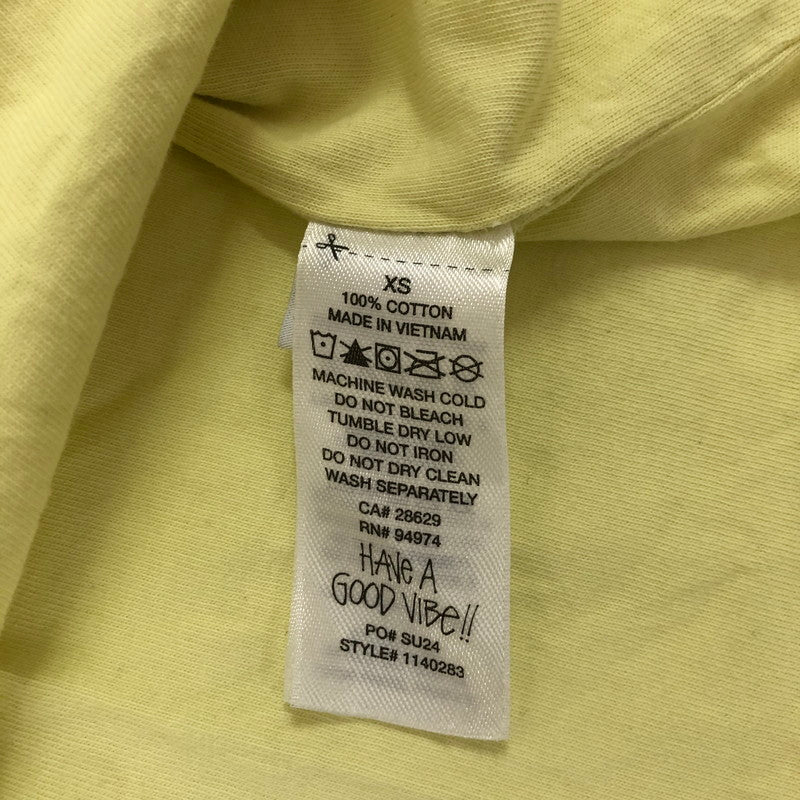 XS
100% COTTON
MADE IN VIETNAM
MACHINE WASH COLD
DO NOT BLEACH
TUMBLE DRY LOW
DO NOT IRON
DO NOT DRY CLEAN
WASH SEPARATELY
CA# 28629
RN# 94974
HAVE A
GOOD VIBE!!
PO# SU24
STYLE# 1140283